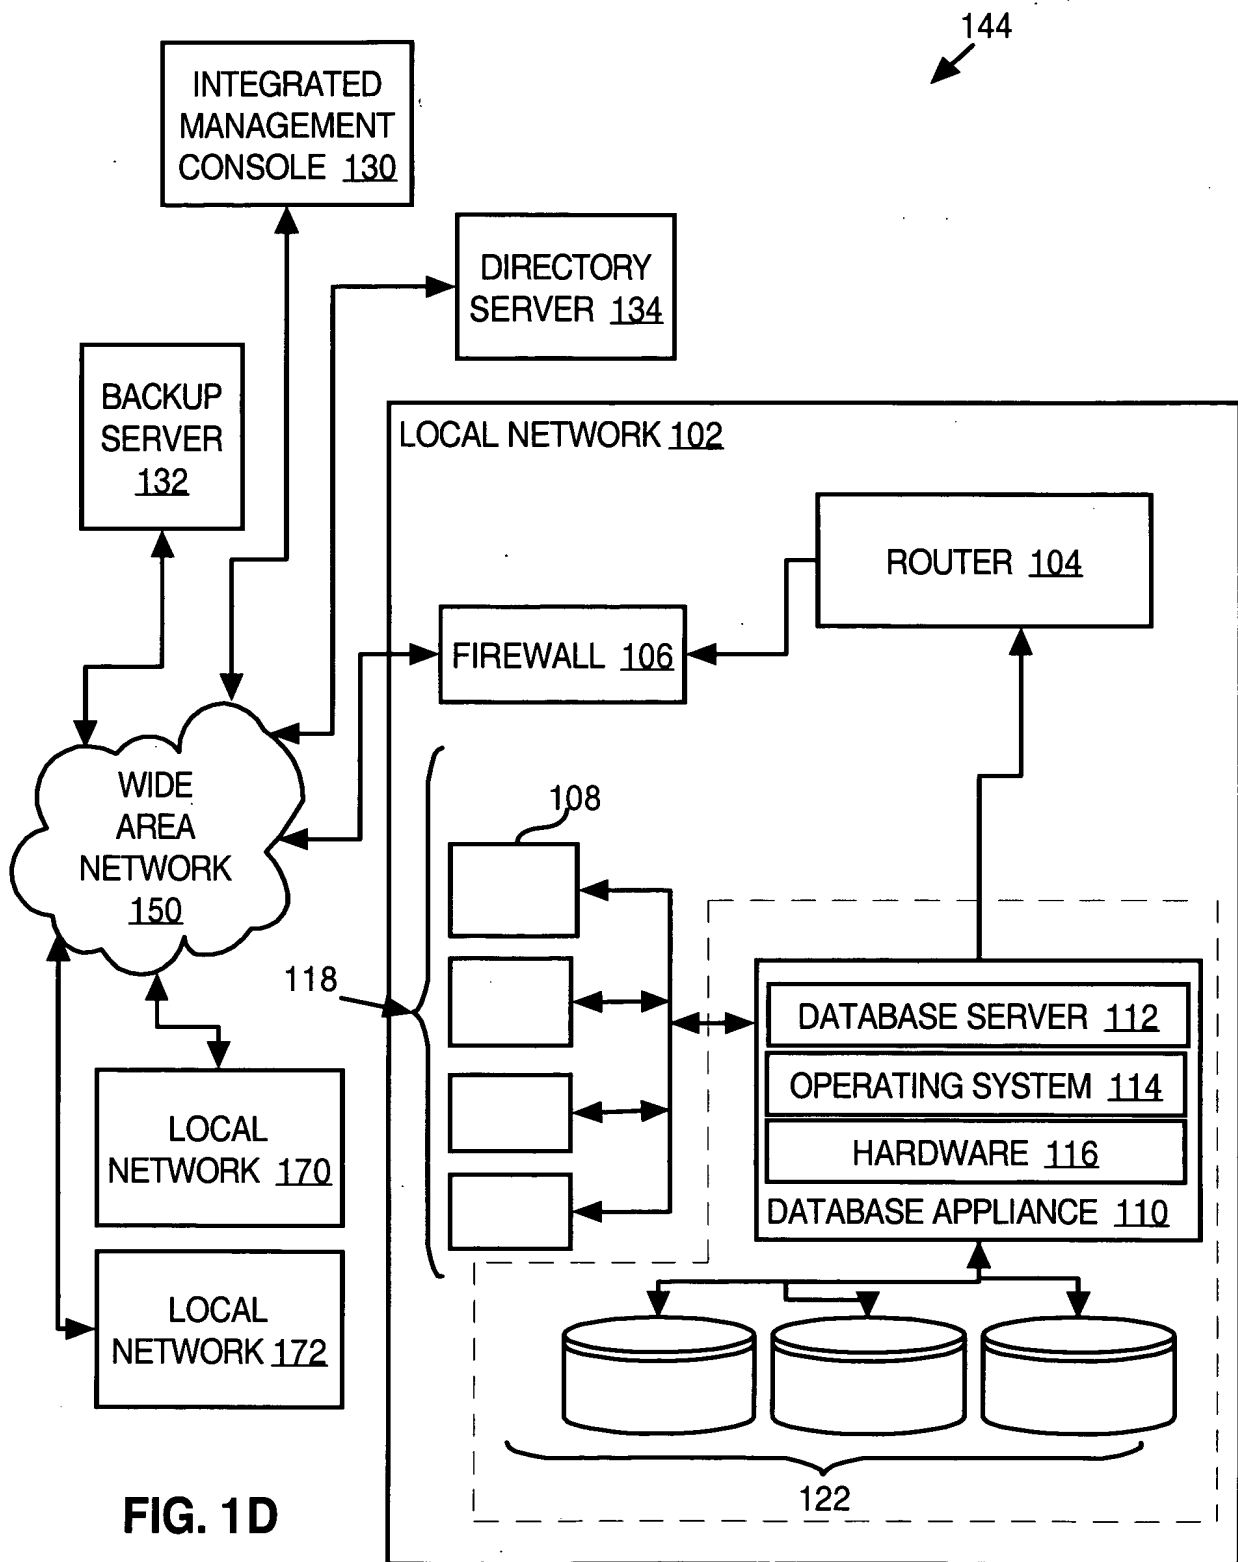 144
INTEGRATED
MANAGEMENT
CONSOLE 130
DIRECTORY
SERVER 134
BACKUP
SERVER
132
LOCAL NETWORK 102
ROUTER 104
FIREWALL 106
WIDE
AREA
NETWORK
150
108
118
DATABASE SERVER 112
OPERATING SYSTEM 114
HARDWARE 116
DATABASE APPLIANCE 110
LOCAL
NETWORK 170
LOCAL
NETWORK 172
122
FIG. 1D